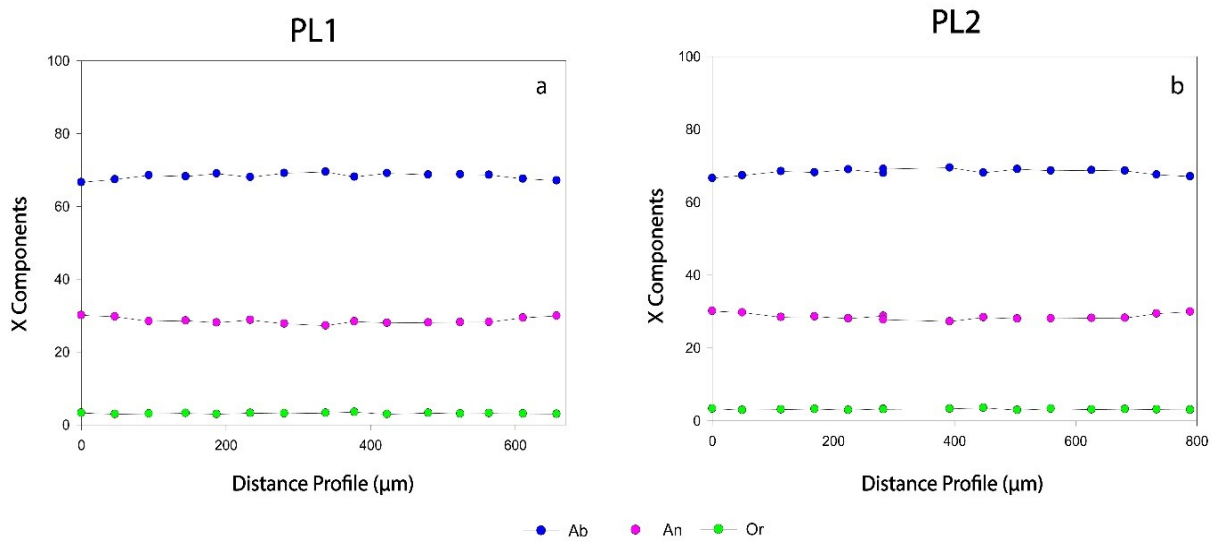 PL1
a
100
80
60
40
20
0
X Components
0 200 400 600
Distance Profile (µm)
PL2
b
100
80
60
40
20
0
X Components
0 200 400 600 800
Distance Profile (µm)
Ab An Or